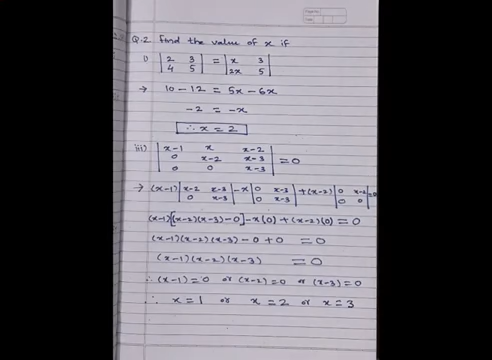 Q.2 Find the value of x if
i) | 2 3 | = | x 3 |
| 4 5 | | 2x 5 |
→ 10 - 12 = 5x - 6x
-2 = -x
∴ x = 2
iii) | x-1 x x-2 |
| 0 x-2 x-3 | = 0
| 0 0 x-3 |
→ (x-1) | x-2 x-3 | - x | 0 x-3 | + (x-2) | 0 x-2 | = 0
| 0 x-3 | | 0 x-3 | | 0 0 |
(x-1)[(x-2)(x-3)-0] - x(0) + (x-2)(0) = 0
(x-1)(x-2)(x-3) - 0 + 0 = 0
(x-1)(x-2)(x-3) = 0
∴ (x-1)=0 or (x-2)=0 or (x-3)=0
∴ x = 1 or x = 2 or x = 3